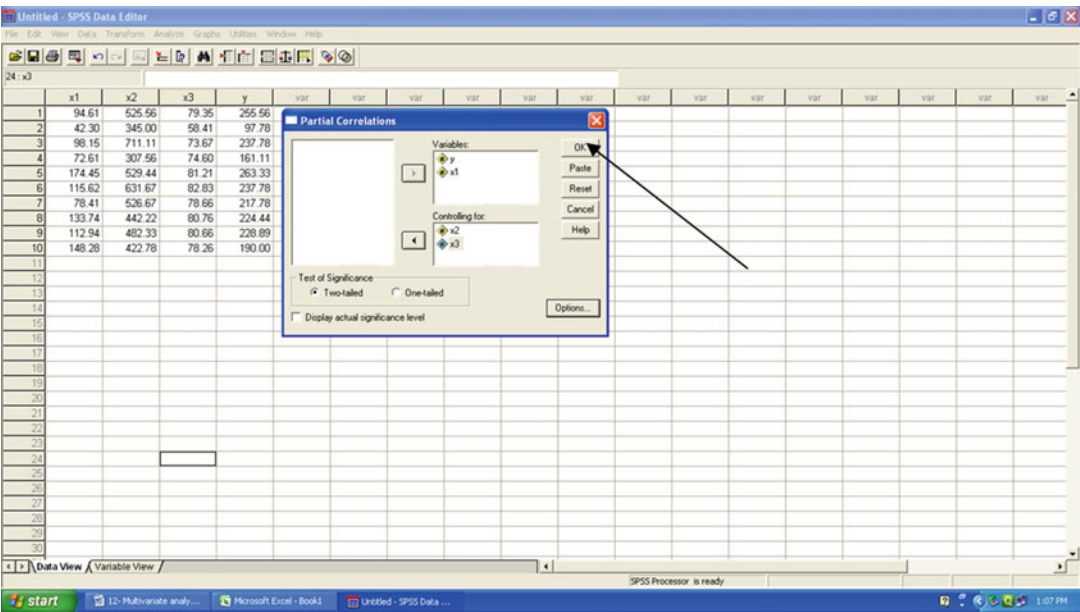 Untitled - SPSS Data Editor
File Edit View Data Transform Analyze Graphs Utilities Window Help
24 : x3
x1 x2 x3 y var var var var var var var var var var var var var var
1 94.61 525.56 79.35 255.56
2 42.30 345.00 58.41 97.78
3 98.15 711.11 73.67 237.78
4 72.61 307.56 74.60 161.11
5 174.45 529.44 81.21 263.33
6 115.62 631.67 82.83 237.78
7 78.41 526.67 78.66 217.78
8 133.74 442.22 80.76 224.44
9 112.94 482.33 80.66 228.89
10 148.28 422.78 78.26 190.00
11
12
13
14
15
16
17
18
19
20
21
22
23
24
25
26
27
28
29
30
Partial Correlations
Variables:
y
x1
Controlling for:
x2
x3
OK
Paste
Reset
Cancel
Help
Test of Significance
Two-tailed One-tailed
Display actual significance level
Options...
Data View Variable View
SPSS Processor is ready
start 12- Multivariate analy... Microsoft Excel - Book1 Untitled - SPSS Data ... 1:07 PM